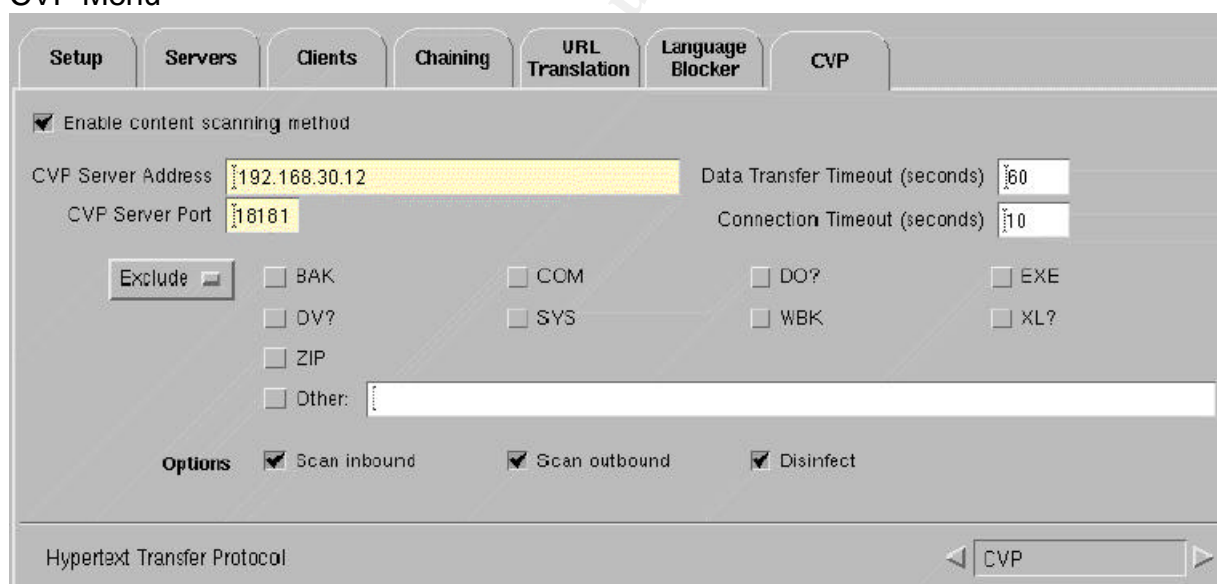 CVP Menu
Setup
Servers
Clients
Chaining
URL
Translation
Language
Blocker
CVP
Enable content scanning method
CVP Server Address 192.168.30.12 Data Transfer Timeout (seconds) 60
CVP Server Port 18181 Connection Timeout (seconds) 10
Exclude BAK COM DO? EXE
OV? SYS WBK XL?
ZIP
Other:
Options Scan inbound Scan outbound Disinfect
Hypertext Transfer Protocol CVP